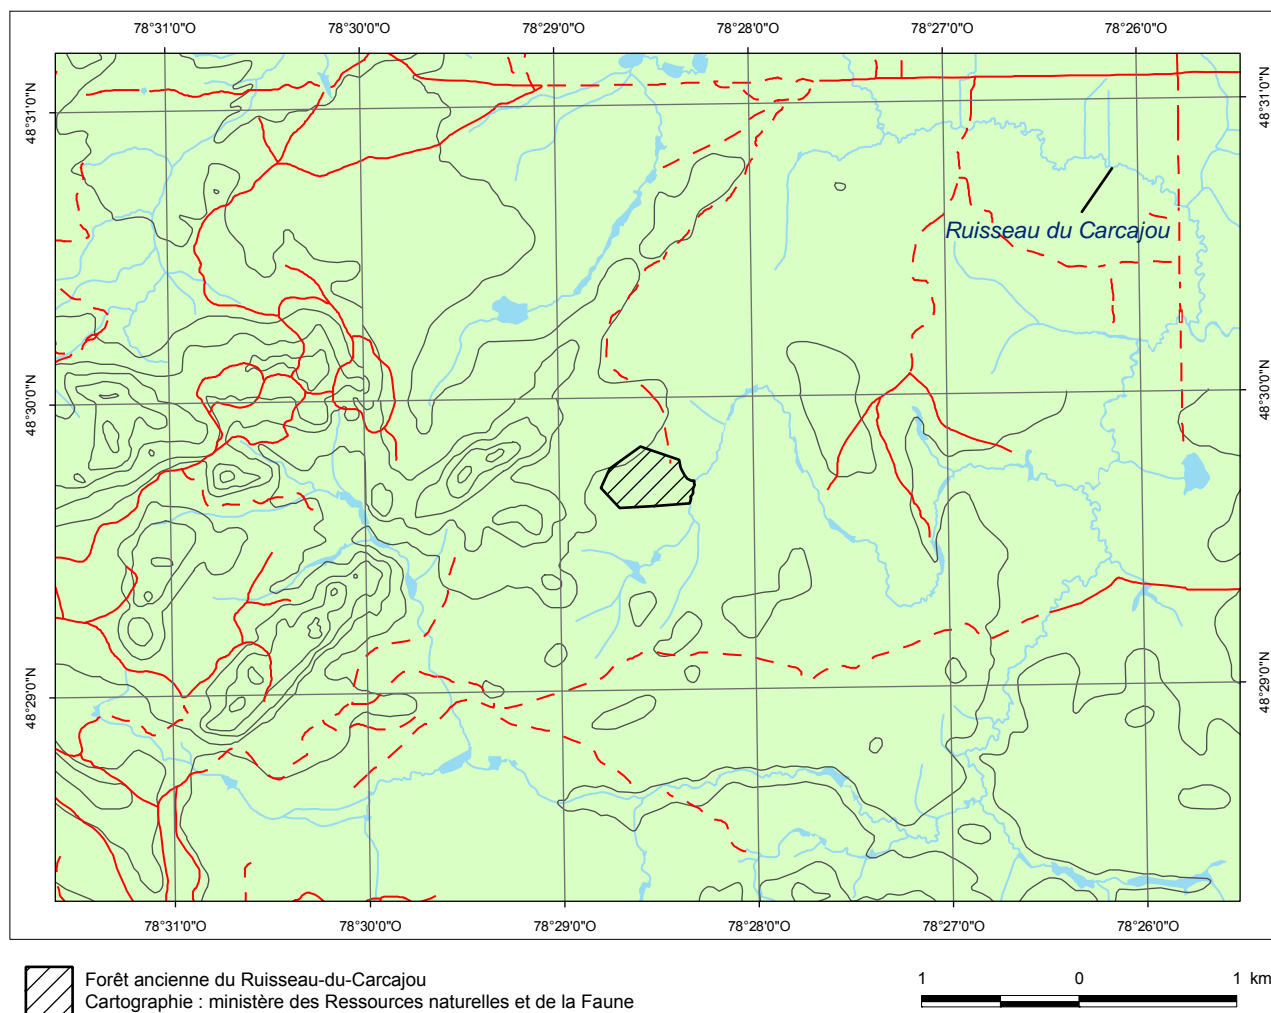 78°31'0"O 78°30'0"O 78°29'0"O 78°28'0"O 78°27'0"O 78°26'0"O
48°31'0"N 48°31'0"N
Ruisseau du Carcajou
48°30'0"N 48°30'0"N
48°29'0"N 48°29'0"N
78°31'0"O 78°30'0"O 78°29'0"O 78°28'0"O 78°27'0"O 78°26'0"O
Forêt ancienne du Ruisseau-du-Carcajou
Cartographie : ministère des Ressources naturelles et de la Faune
1 0 1 km